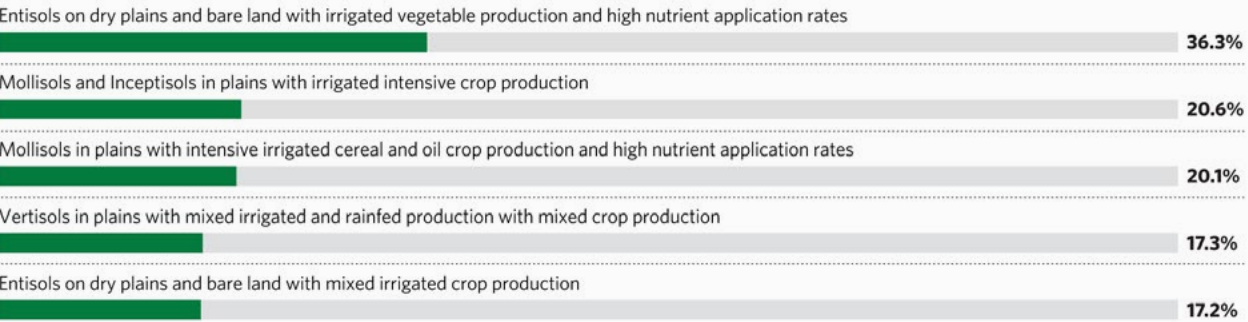 Entisols on dry plains and bare land with irrigated vegetable production and high nutrient application rates
36.3%
Mollisols and Inceptisols in plains with irrigated intensive crop production
20.6%
Mollisols in plains with intensive irrigated cereal and oil crop production and high nutrient application rates
20.1%
Vertisols in plains with mixed irrigated and rainfed production with mixed crop production
17.3%
Entisols on dry plains and bare land with mixed irrigated crop production
17.2%